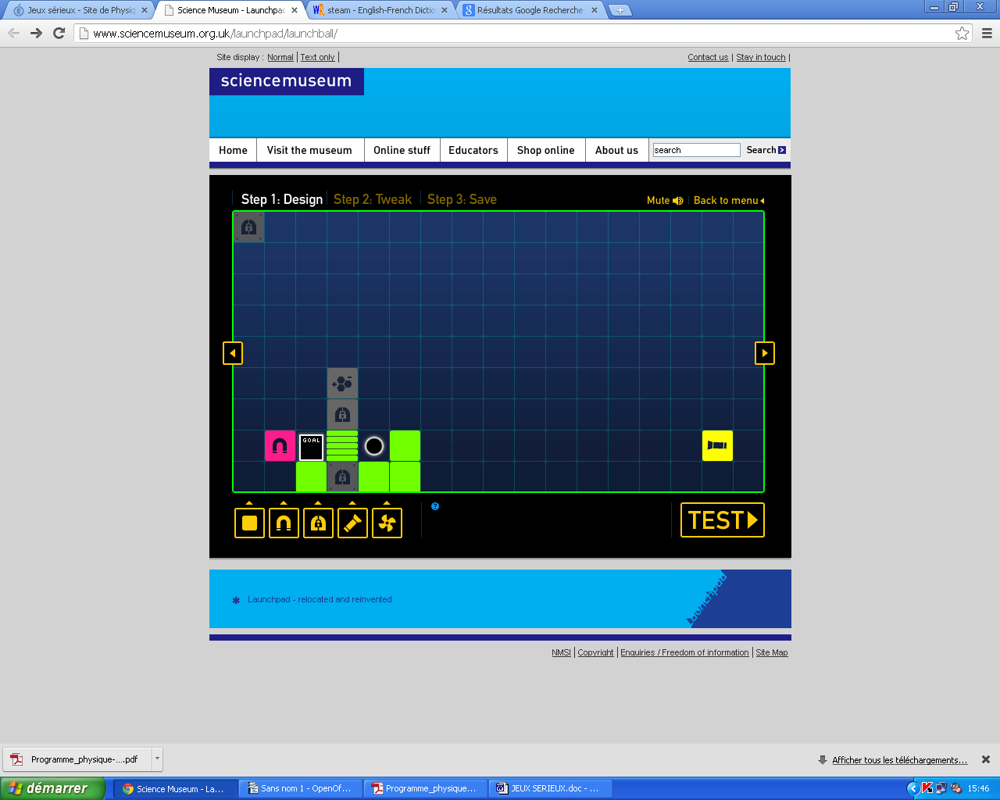 Jeux sérieux - Site de Physiq
Science Museum - Launchpad
steam - English-French Dictio
Résultats Google Recherche
www.sciencemuseum.org.uk/launchpad/launchball/
Site display : Normal | Text only |
Contact us | Stay in touch |
sciencemuseum
Home
Visit the museum
Online stuff
Educators
Shop online
About us
search
Search
Step 1: Design
Step 2: Tweak
Step 3: Save
Mute
Back to menu
GOAL
?
TEST
Launchpad - relocated and reinvented
Launchpad
NMSI | Copyright | Enquiries / Freedom of information | Site Map
Programme_physique-....pdf
Afficher tous les téléchargements...
démarrer
Science Museum - La...
Sans nom 1 - OpenOf...
Programme_physique...
JEUX SERIEUX.doc - ...
15:46